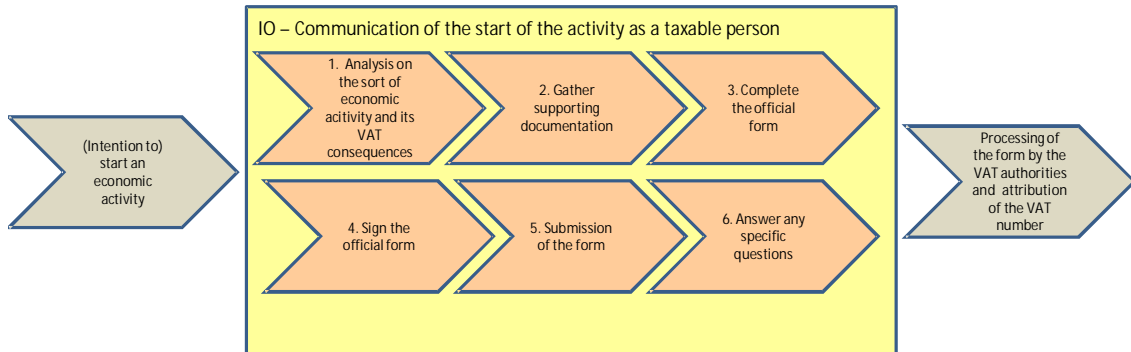 IO – Communication of the start of the activity as a taxable person
(Intention to)
start an
economic
activity
1. Analysis on
the sort of
economic
acitivity and its
VAT
consequences
2. Gather
supporting
documentation
3. Complete
the official
form
4. Sign the
official form
5. Submission
of the form
6. Answer any
specific
questions
Processing of
the form by the
VAT authorities
and attribution
of the VAT
number